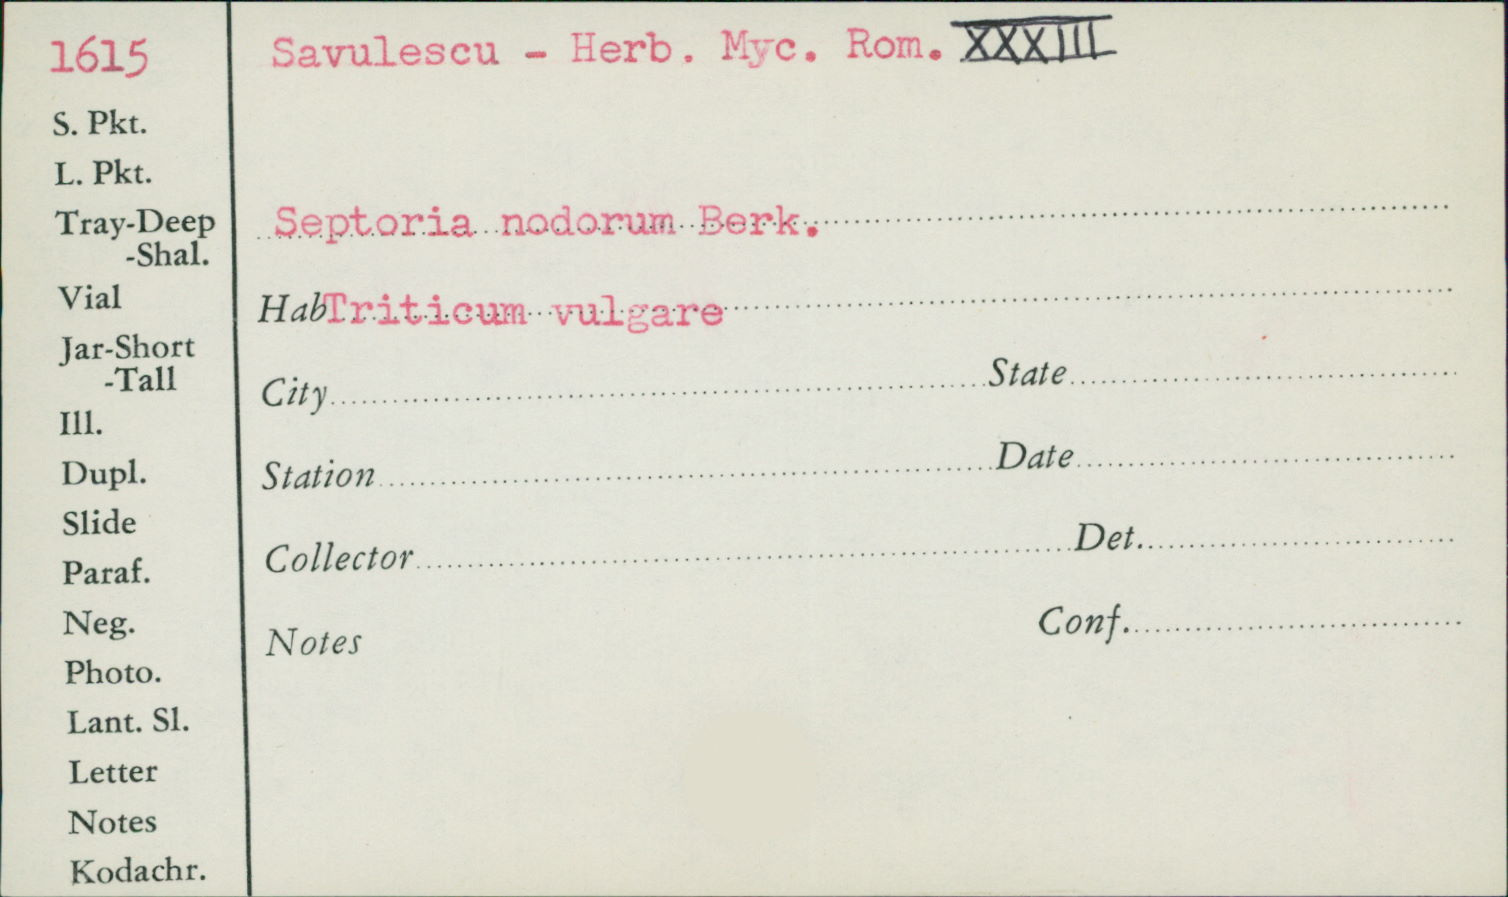 1615
Savulescu - Herb. Myc. Rom. XXXIII
S. Pkt.
L. Pkt.
Tray-Deep
-Shal.
Vial
Jar-Short
-Tall
Ill.
Dupl.
Slide
Paraf.
Neg.
Photo.
Lant. Sl.
Letter
Notes
Kodachr.
Septoria nodorum Berk.
Hab Triticum vulgare
City State
Station Date
Collector Det.
Notes Conf.